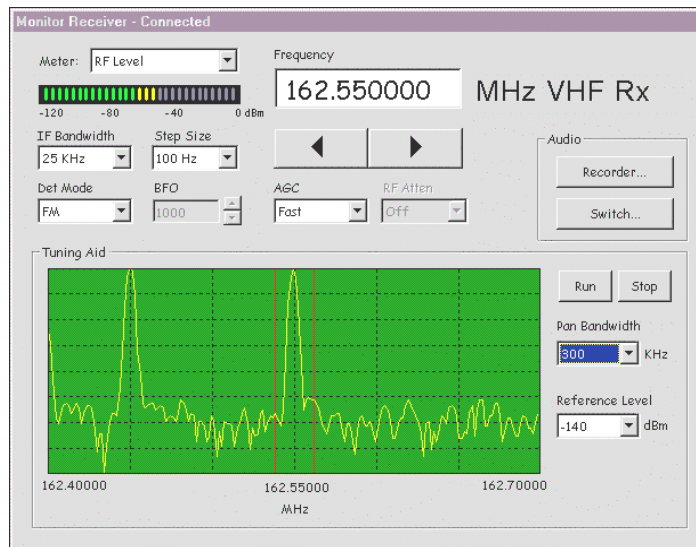 Monitor Receiver - Connected
Meter: RF Level
-120 -80 -40 0 dBm
Frequency
162.550000 MHz VHF Rx
IF Bandwidth Step Size
25 KHz 100 Hz
Det Mode BFO AGC RF Atten
FM 1000 Fast Off
Audio
Recorder...
Switch...
Tuning Aid
Run Stop
Pan Bandwidth
300 KHz
Reference Level
-140 dBm
162.40000 162.55000 162.70000
MHz